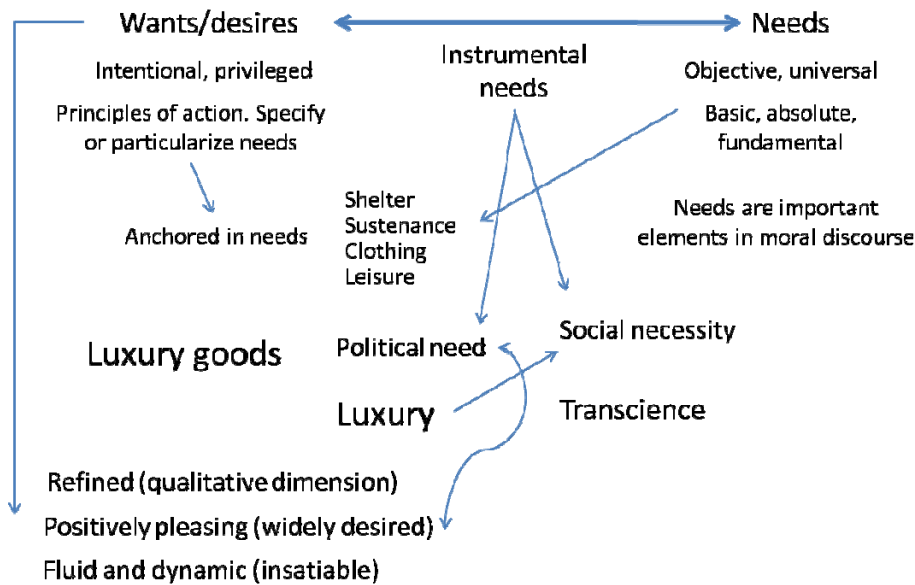 Wants/desires
Needs
Intentional, privileged
Instrumental
needs
Objective, universal
Principles of action. Specify
or particularize needs
Basic, absolute,
fundamental
Shelter
Sustenance
Clothing
Leisure
Anchored in needs
Needs are important
elements in moral discourse
Luxury goods
Political need
Social necessity
Luxury
Transcience
Refined (qualitative dimension)
Positively pleasing (widely desired)
Fluid and dynamic (insatiable)